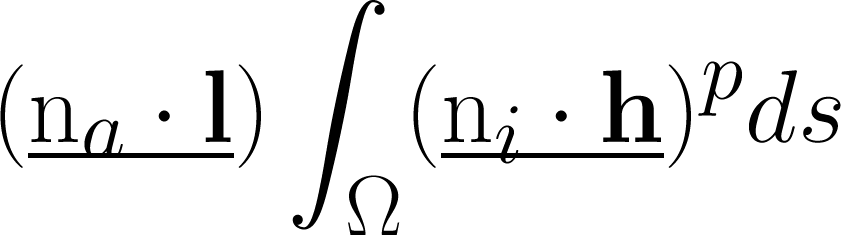 (n_a · l) ∫_Ω (n_i · h)^p ds